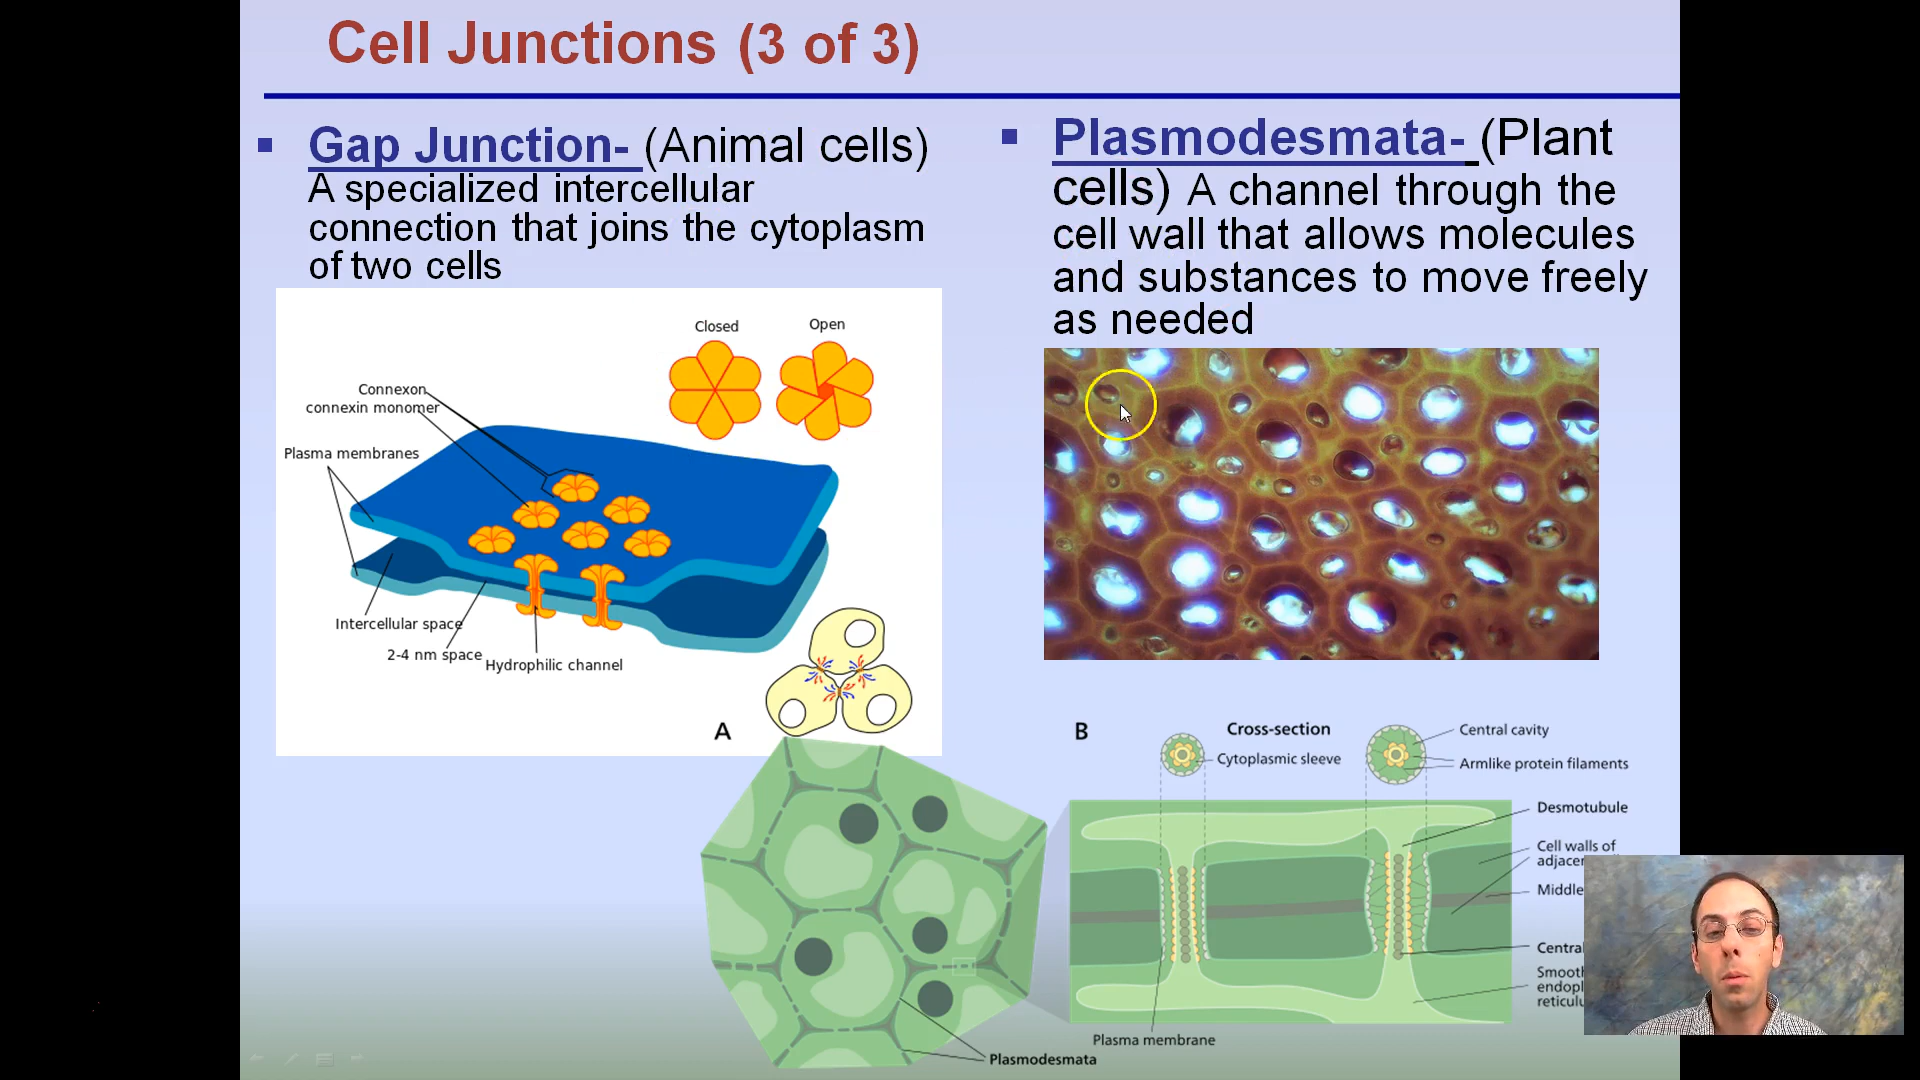 Cell Junctions (3 of 3)
Gap Junction- (Animal cells)
A specialized intercellular
connection that joins the cytoplasm
of two cells
Plasmodesmata- (Plant
cells) A channel through the
cell wall that allows molecules
and substances to move freely
as needed
Closed
Open
Connexon
connexin monomer
Plasma membranes
Intercellular space
2-4 nm space
Hydrophilic channel
A
Plasmodesmata
B
Cross-section
Cytoplasmic sleeve
Central cavity
Armlike protein filaments
Desmotubule
Cell walls of
Middle
Central
Plasma membrane